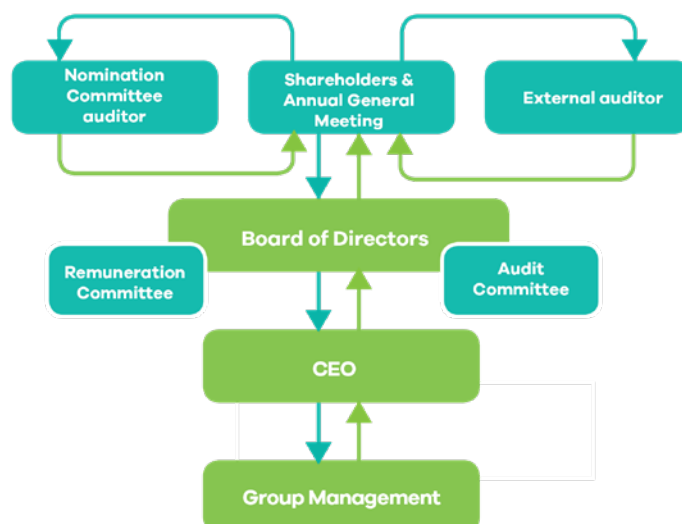 Nomination
Committee
auditor
Shareholders &
Annual General
Meeting
External auditor
Board of Directors
Remuneration
Committee
Audit
Committee
CEO
Group Management